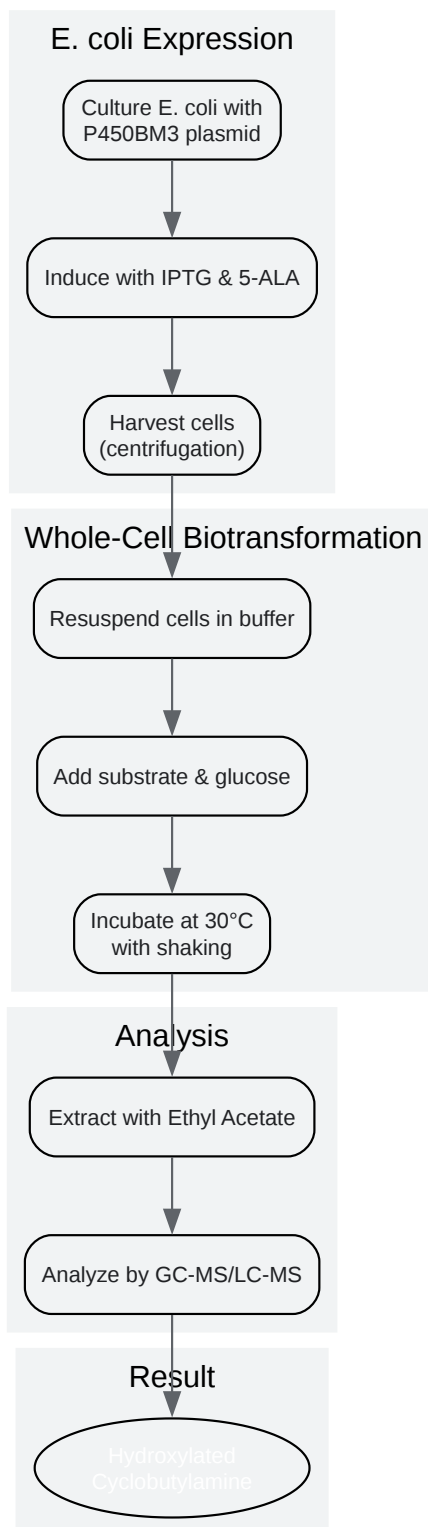 E. coli Expression
Culture E. coli with
P450BM3 plasmid
Induce with IPTG & 5-ALA
Harvest cells
(centrifugation)
Whole-Cell Biotransformation
Resuspend cells in buffer
Add substrate & glucose
Incubate at 30°C
with shaking
Analysis
Extract with Ethyl Acetate
Analyze by GC-MS/LC-MS
Result
Hydroxylated
Cyclobutylamine